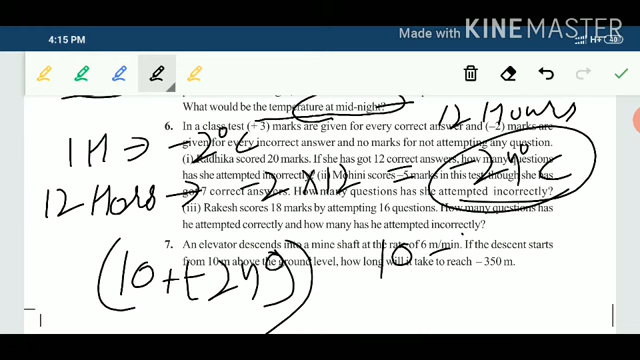 Made with KINEMASTER
4:15 PM H+ 40
What would be the temperature at mid-night?
12 Hours
6. In a class test (+ 3) marks are given for every correct answer and (–2) marks are
given for every incorrect answer and no marks for not attempting any question.
(i) Radhika scored 20 marks. If she has got 12 correct answers, how many questions
has she attempted incorrectly? (ii) Mohini scores –5 marks in this test, though she has
got 7 correct answers. How many questions has she attempted incorrectly?
(iii) Rakesh scores 18 marks by attempting 16 questions. How many questions has
he attempted correctly and how many has he attempted incorrectly?
1H ⇒ -2°C
12 Hors → -2 × 12 = -24°C
7. An elevator descends into a mine shaft at the rate of 6 m/min. If the descent starts
from 10 m above the ground level, how long will it take to reach – 350 m.
(10 + (-24))
10 -